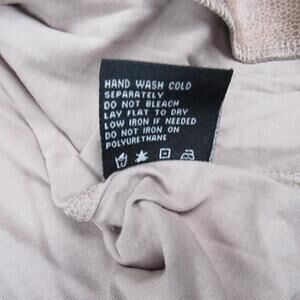 HAND WASH COLD
SEPARATELY
DO NOT BLEACH
LAY FLAT TO DRY
LOW IRON IF NEEDED
DO NOT IRON ON
POLYURETHANE